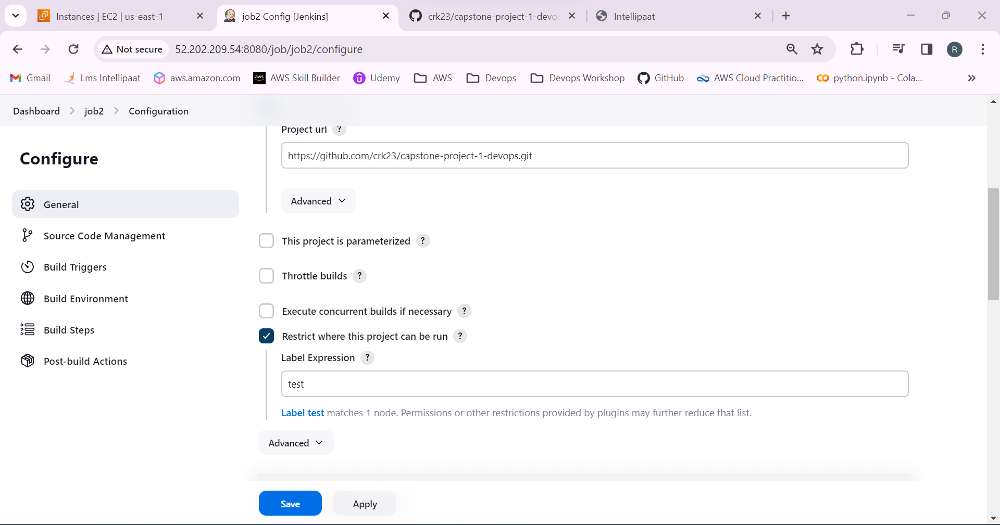 Instances | EC2 | us-east-1
job2 Config [Jenkins]
crk23/capstone-project-1-devo
Intellipaat
Not secure
52.202.209.54:8080/job/job2/configure
R
Gmail
Lms Intellipaat
aws.amazon.com
aws
AWS Skill Builder
Udemy
AWS
Devops
Devops Workshop
GitHub
AWS Cloud Practitio...
python.ipynb - Cola...
Dashboard
job2
Configuration
Configure
General
Source Code Management
Build Triggers
Build Environment
Build Steps
Post-build Actions
Project url ?
https://github.com/crk23/capstone-project-1-devops.git
Advanced
This project is parameterized ?
Throttle builds ?
Execute concurrent builds if necessary ?
Restrict where this project can be run ?
Label Expression ?
test
Label test matches 1 node. Permissions or other restrictions provided by plugins may further reduce that list.
Advanced
Save
Apply